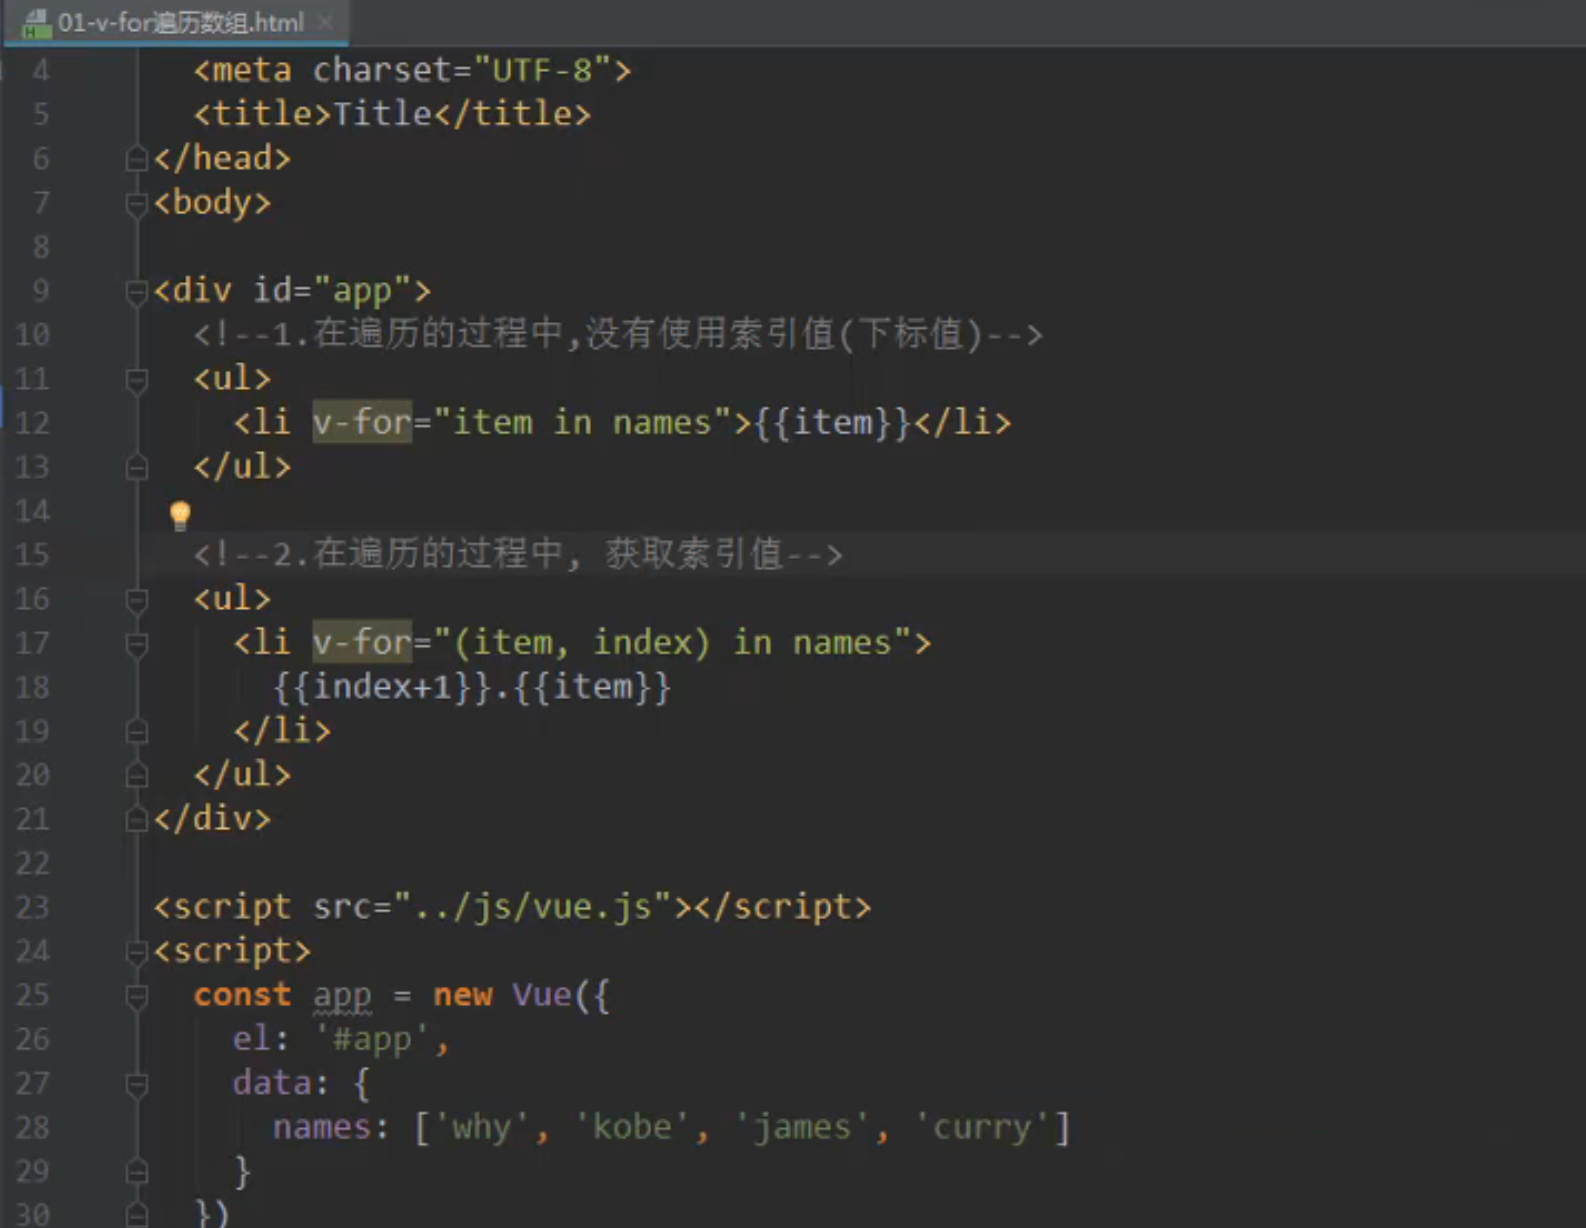 01-v-for遍历数组.html
4 <meta charset="UTF-8">
5 <title>Title</title>
6 </head>
7 <body>
8
9 <div id="app">
10 <!--1.在遍历的过程中,没有使用索引值(下标值)-->
11 <ul>
12 <li v-for="item in names">{{item}}</li>
13 </ul>
14
15 <!--2.在遍历的过程中, 获取索引值-->
16 <ul>
17 <li v-for="(item, index) in names">
18 {{index+1}}.{{item}}
19 </li>
20 </ul>
21 </div>
22
23 <script src="../js/vue.js"></script>
24 <script>
25 const app = new Vue({
26 el: '#app',
27 data: {
28 names: ['why', 'kobe', 'james', 'curry']
29 }
30 })